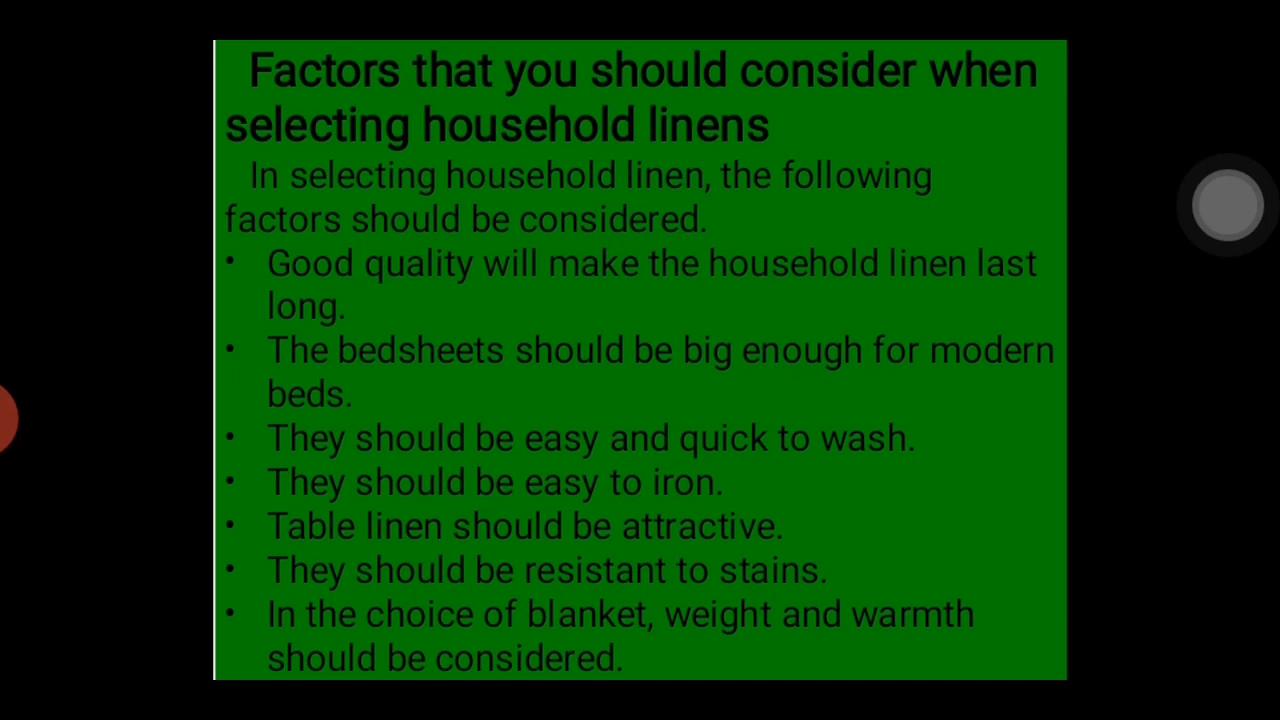 Factors that you should consider when
selecting household linens
In selecting household linen, the following
factors should be considered.
• Good quality will make the household linen last
long.
• The bedsheets should be big enough for modern
beds.
• They should be easy and quick to wash.
• They should be easy to iron.
• Table linen should be attractive.
• They should be resistant to stains.
• In the choice of blanket, weight and warmth
should be considered.